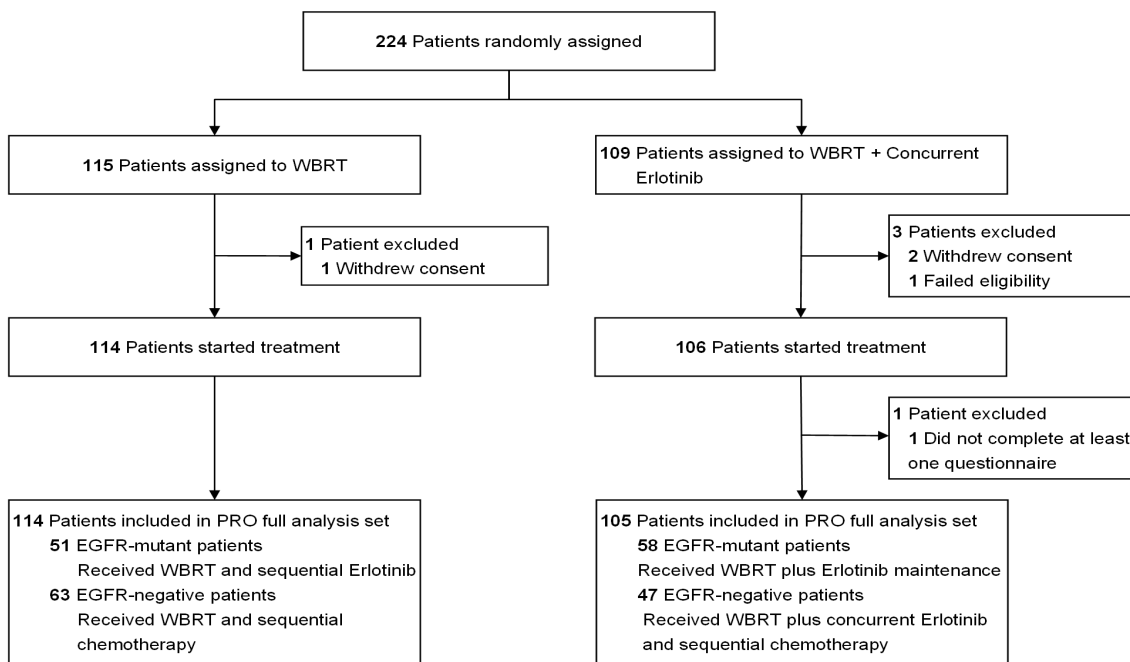 224 Patients randomly assigned
115 Patients assigned to WBRT
109 Patients assigned to WBRT + Concurrent
Erlotinib
1 Patient excluded
1 Withdrew consent
3 Patients excluded
2 Withdrew consent
1 Failed eligibility
114 Patients started treatment
106 Patients started treatment
1 Patient excluded
1 Did not complete at least
one questionnaire
114 Patients included in PRO full analysis set
51 EGFR-mutant patients
Received WBRT and sequential Erlotinib
63 EGFR-negative patients
Received WBRT and sequential
chemotherapy
105 Patients included in PRO full analysis set
58 EGFR-mutant patients
Received WBRT plus Erlotinib maintenance
47 EGFR-negative patients
Received WBRT plus concurrent Erlotinib
and sequential chemotherapy